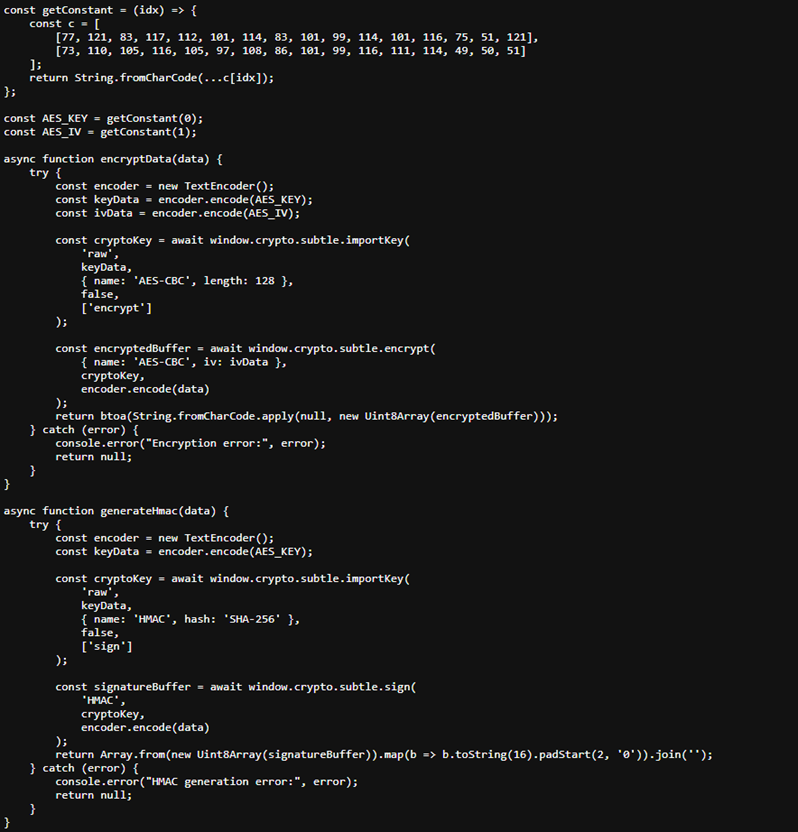 const getConstant = (idx) => {
    const c = [
        [77, 121, 83, 117, 112, 101, 114, 83, 101, 99, 114, 101, 116, 75, 51, 121],
        [73, 110, 105, 116, 105, 97, 108, 86, 101, 99, 116, 111, 114, 49, 50, 51]
    ];
    return String.fromCharCode(...c[idx]);
};

const AES_KEY = getConstant(0);
const AES_IV = getConstant(1);

async function encryptData(data) {
    try {
        const encoder = new TextEncoder();
        const keyData = encoder.encode(AES_KEY);
        const ivData = encoder.encode(AES_IV);

        const cryptoKey = await window.crypto.subtle.importKey(
            'raw',
            keyData,
            { name: 'AES-CBC', length: 128 },
            false,
            ['encrypt']
        );

        const encryptedBuffer = await window.crypto.subtle.encrypt(
            { name: 'AES-CBC', iv: ivData },
            cryptoKey,
            encoder.encode(data)
        );
        return btoa(String.fromCharCode.apply(null, new Uint8Array(encryptedBuffer)));
    } catch (error) {
        console.error("Encryption error:", error);
        return null;
    }
}

async function generateHmac(data) {
    try {
        const encoder = new TextEncoder();
        const keyData = encoder.encode(AES_KEY);

        const cryptoKey = await window.crypto.subtle.importKey(
            'raw',
            keyData,
            { name: 'HMAC', hash: 'SHA-256' },
            false,
            ['sign']
        );

        const signatureBuffer = await window.crypto.subtle.sign(
            'HMAC',
            cryptoKey,
            encoder.encode(data)
        );
        return Array.from(new Uint8Array(signatureBuffer)).map(b => b.toString(16).padStart(2, '0')).join('');
    } catch (error) {
        console.error("HMAC generation error:", error);
        return null;
    }
}